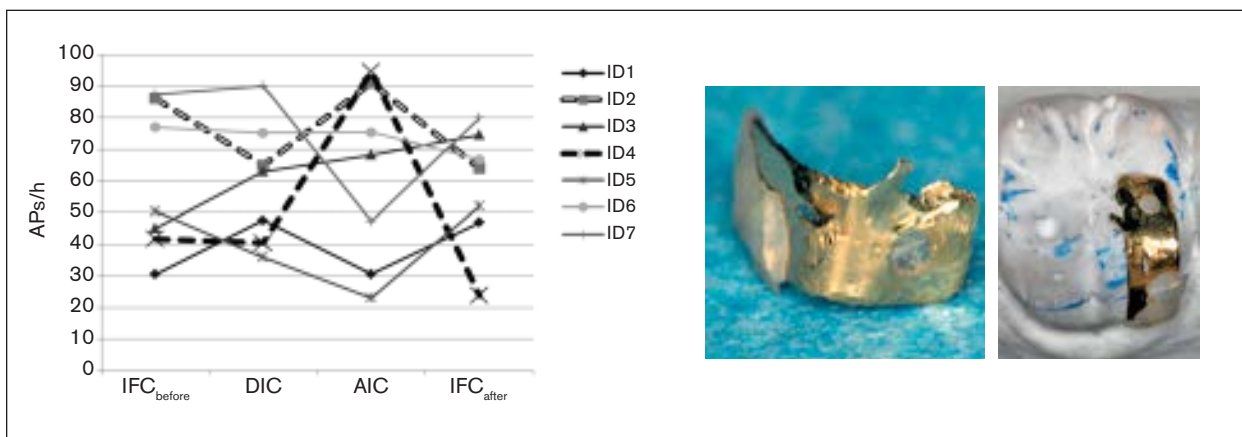 100
90
80
70
60
50
40
30
20
10
0
APs/h
IFCbefore DIC AIC IFCafter
ID1
ID2
ID3
ID4
ID5
ID6
ID7